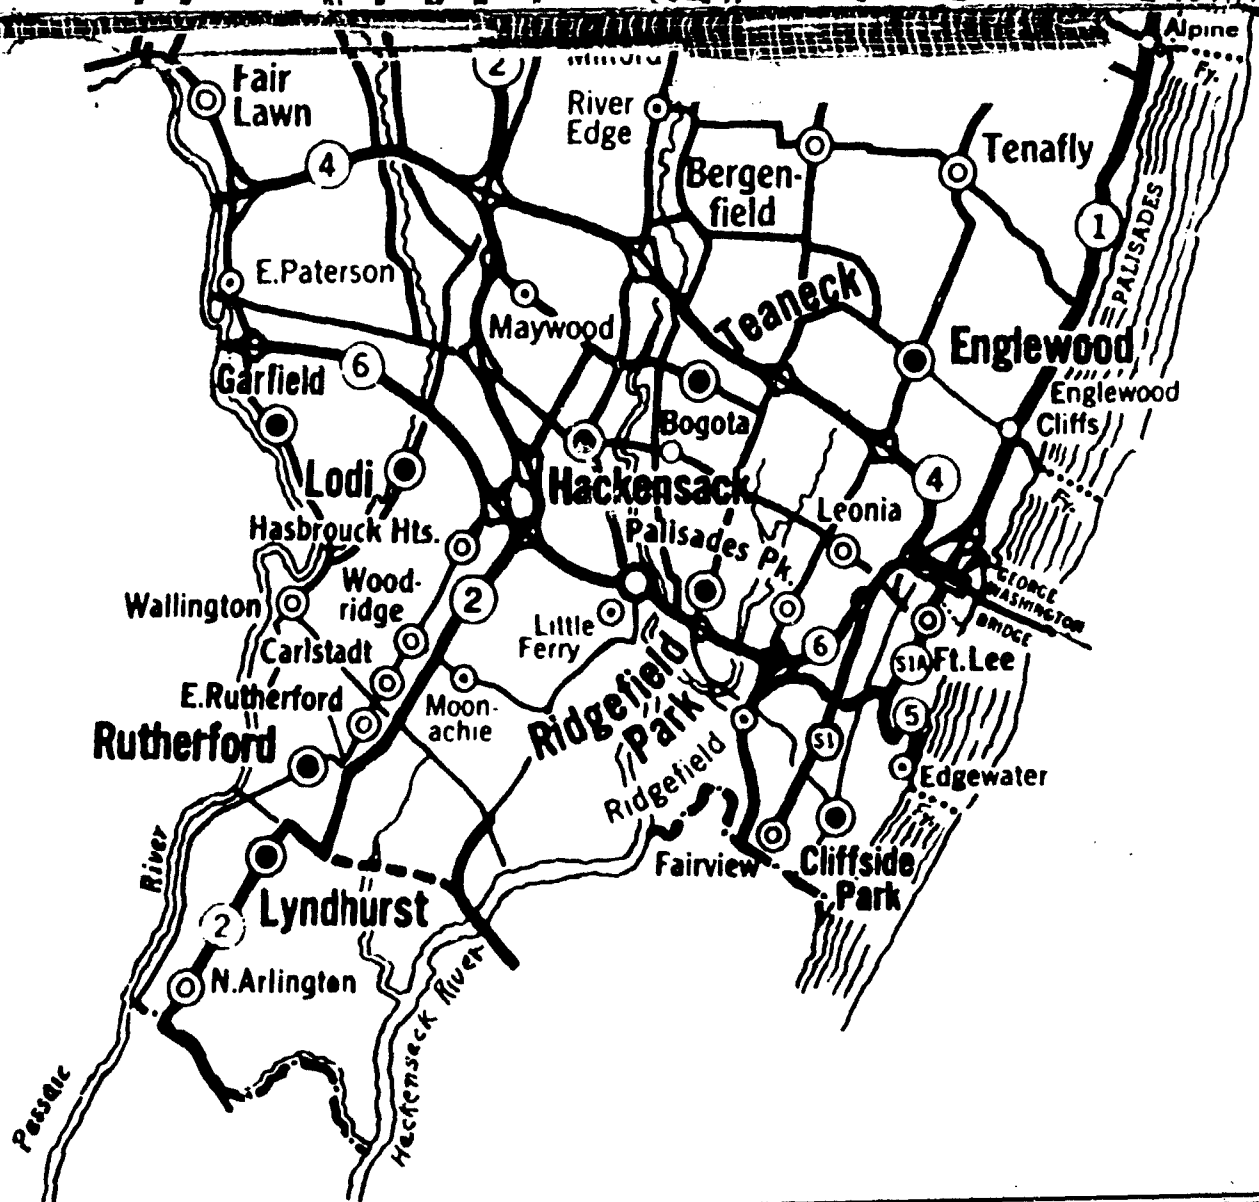 Alpine
Fy.
2
Milford
Fair
Lawn
River
Edge
Tenafly
4
Bergen-
field
PALISADES
1
E.Paterson
Maywood
Teaneck
Englewood
6
Garfield
Englewood
Cliffs
Bogota
Lodi
Hackensack
4
Fy.
Leonia
Hasbrouck Hts.
Palisades Pk.
GEORGE
WASHINGTON
BRIDGE
Wood-
ridge
Wallington
2
Little
Ferry
6
Carlstadt
S1A
Ft.Lee
E.Rutherford
Moon-
achie
Ridgefield
Park
5
Rutherford
S1
Ridgefield
Edgewater
Fy.
River
Fairview
Cliffside
Park
Lyndhurst
2
N.Arlington
Hackensack River
Passaic